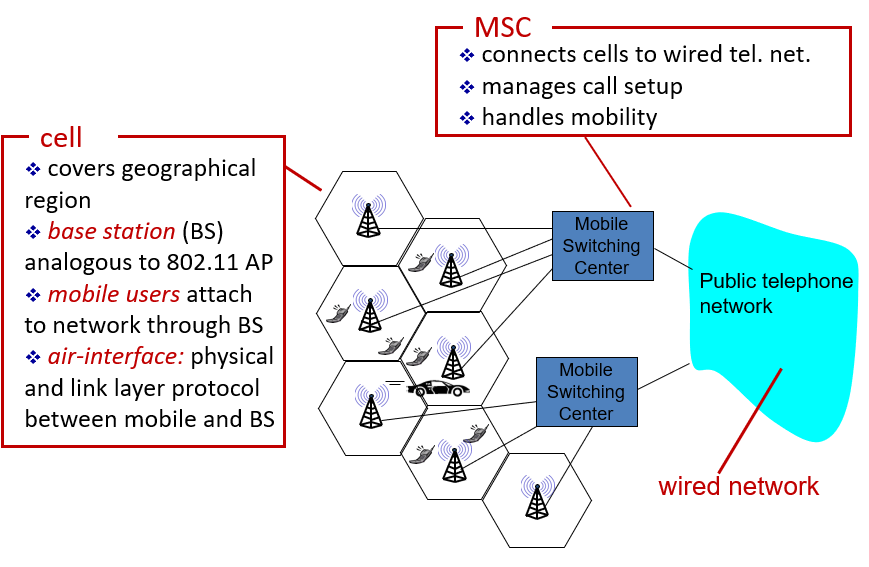 MSC
❖ connects cells to wired tel. net.
❖ manages call setup
❖ handles mobility
cell
❖ covers geographical
region
❖ base station (BS)
analogous to 802.11 AP
❖ mobile users attach
to network through BS
❖ air-interface: physical
and link layer protocol
between mobile and BS
Mobile
Switching
Center
Public telephone
network
Mobile
Switching
Center
wired network